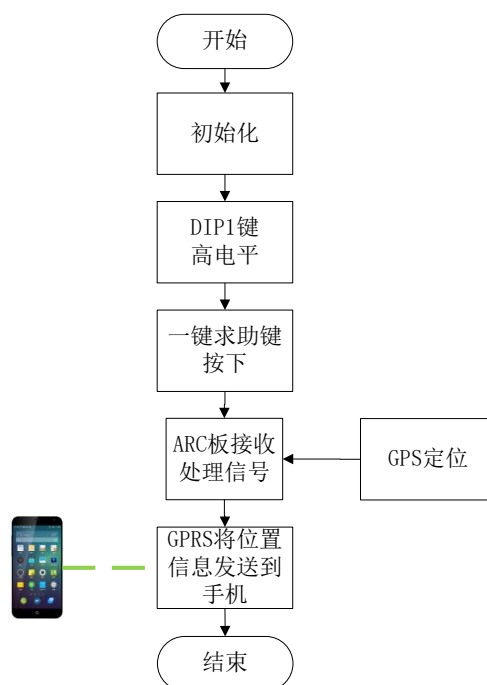 开始
初始化
DIP1键
高电平
一键求助键
按下
ARC板接收
处理信号
GPS定位
GPRS将位置
信息发送到
手机
结束